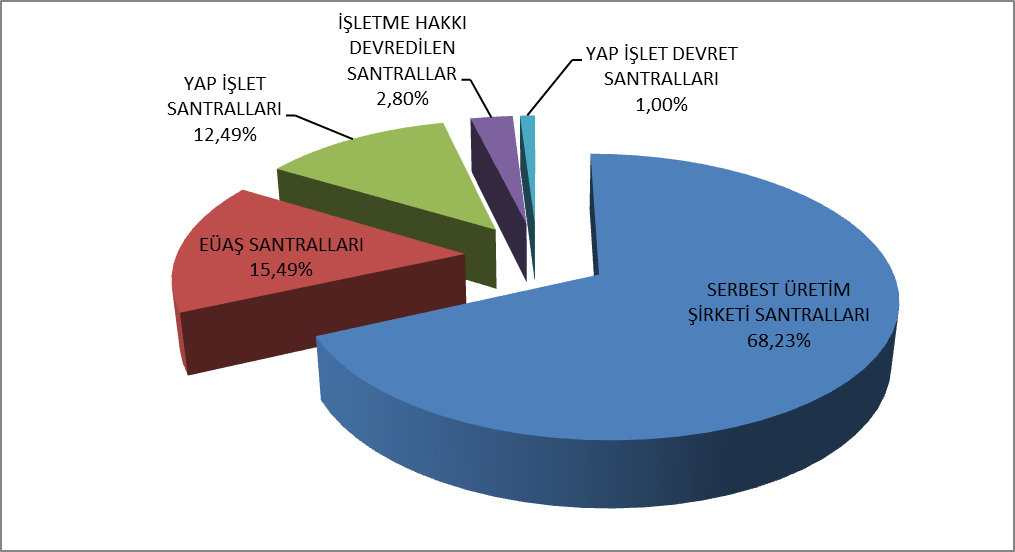 İŞLETME HAKKI
DEVREDİLEN
SANTRALLAR
2,80%
YAP İŞLET DEVRET
SANTRALLARI
1,00%
YAP İŞLET
SANTRALLARI
12,49%
EÜAŞ SANTRALLARI
15,49%
SERBEST ÜRETİM
ŞİRKETİ SANTRALLARI
68,23%